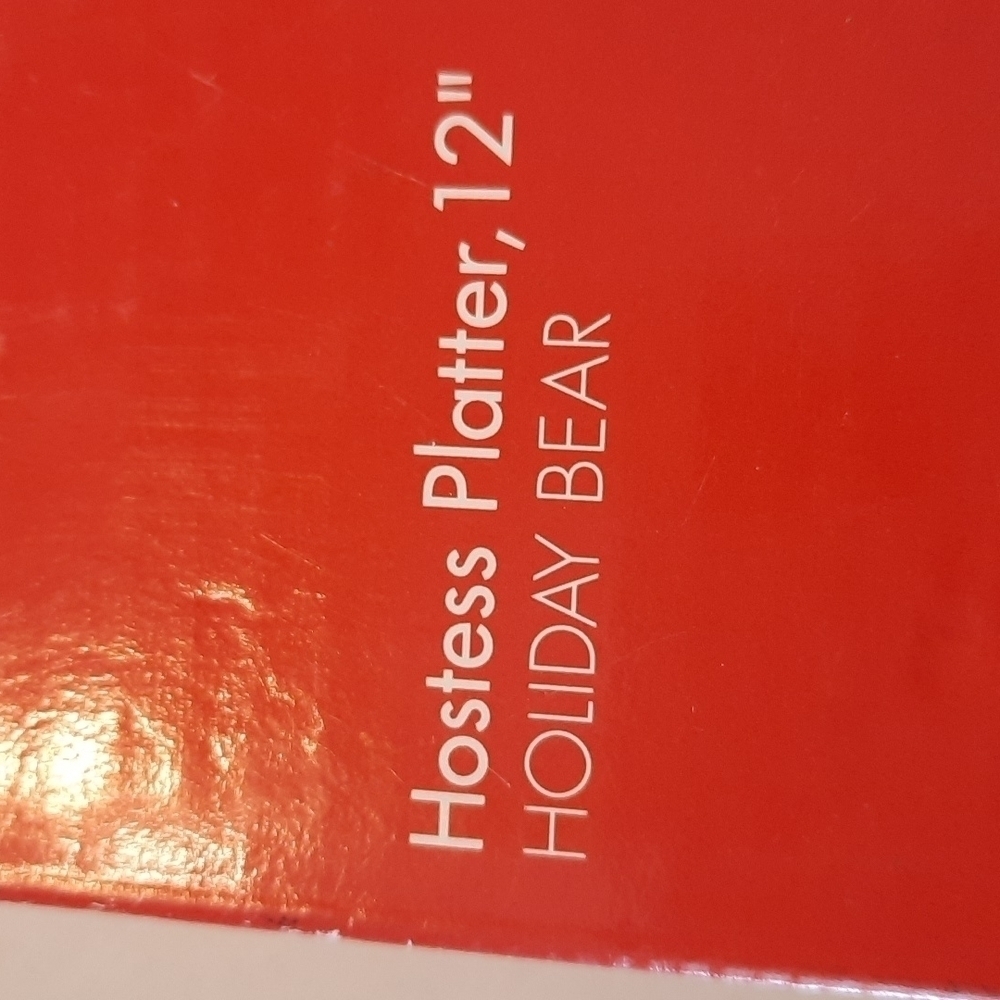 Hostess Platter, 12"
HOLIDAY BEAR